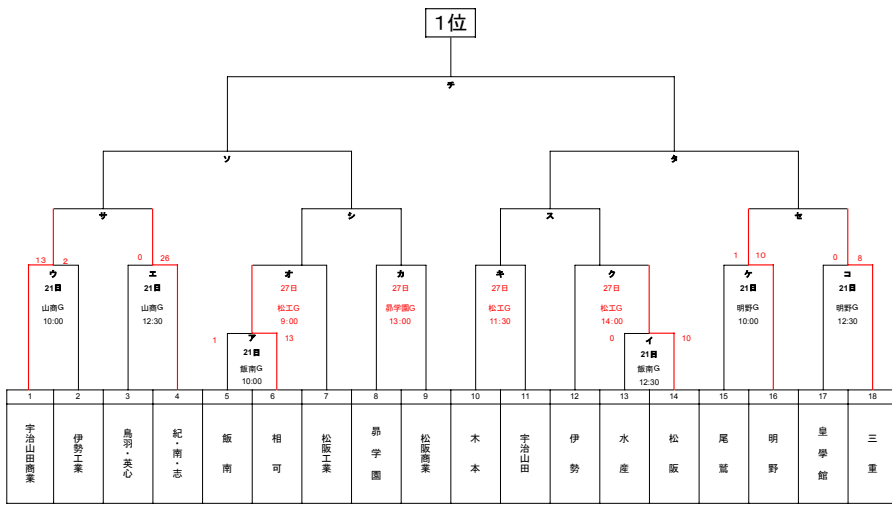 1位
チ
ソ
タ
サ
シ
ス
セ
13 2
0 26
1 10
0 8
ウ
エ
オ
カ
キ
ク
ケ
コ
21日
21日
27日
27日
27日
27日
21日
21日
山商G
山商G
松工G
昴学園G
松工G
松工G
明野G
明野G
10:00
12:30
9:00
13:00
11:30
14:00
10:00
12:30
1 13
0 10
ア
イ
21日
21日
飯南G
飯南G
10:00
12:30
1 2 3 4 5 6 7 8 9 10 11 12 13 14 15 16 17 18
宇治山田商業
伊勢工業
鳥羽・英心
紀・南・志
飯南
相可
松阪工業
昴学園
松阪商業
木本
宇治山田
伊勢
水産
松阪
尾鷲
明野
皇學館
三重